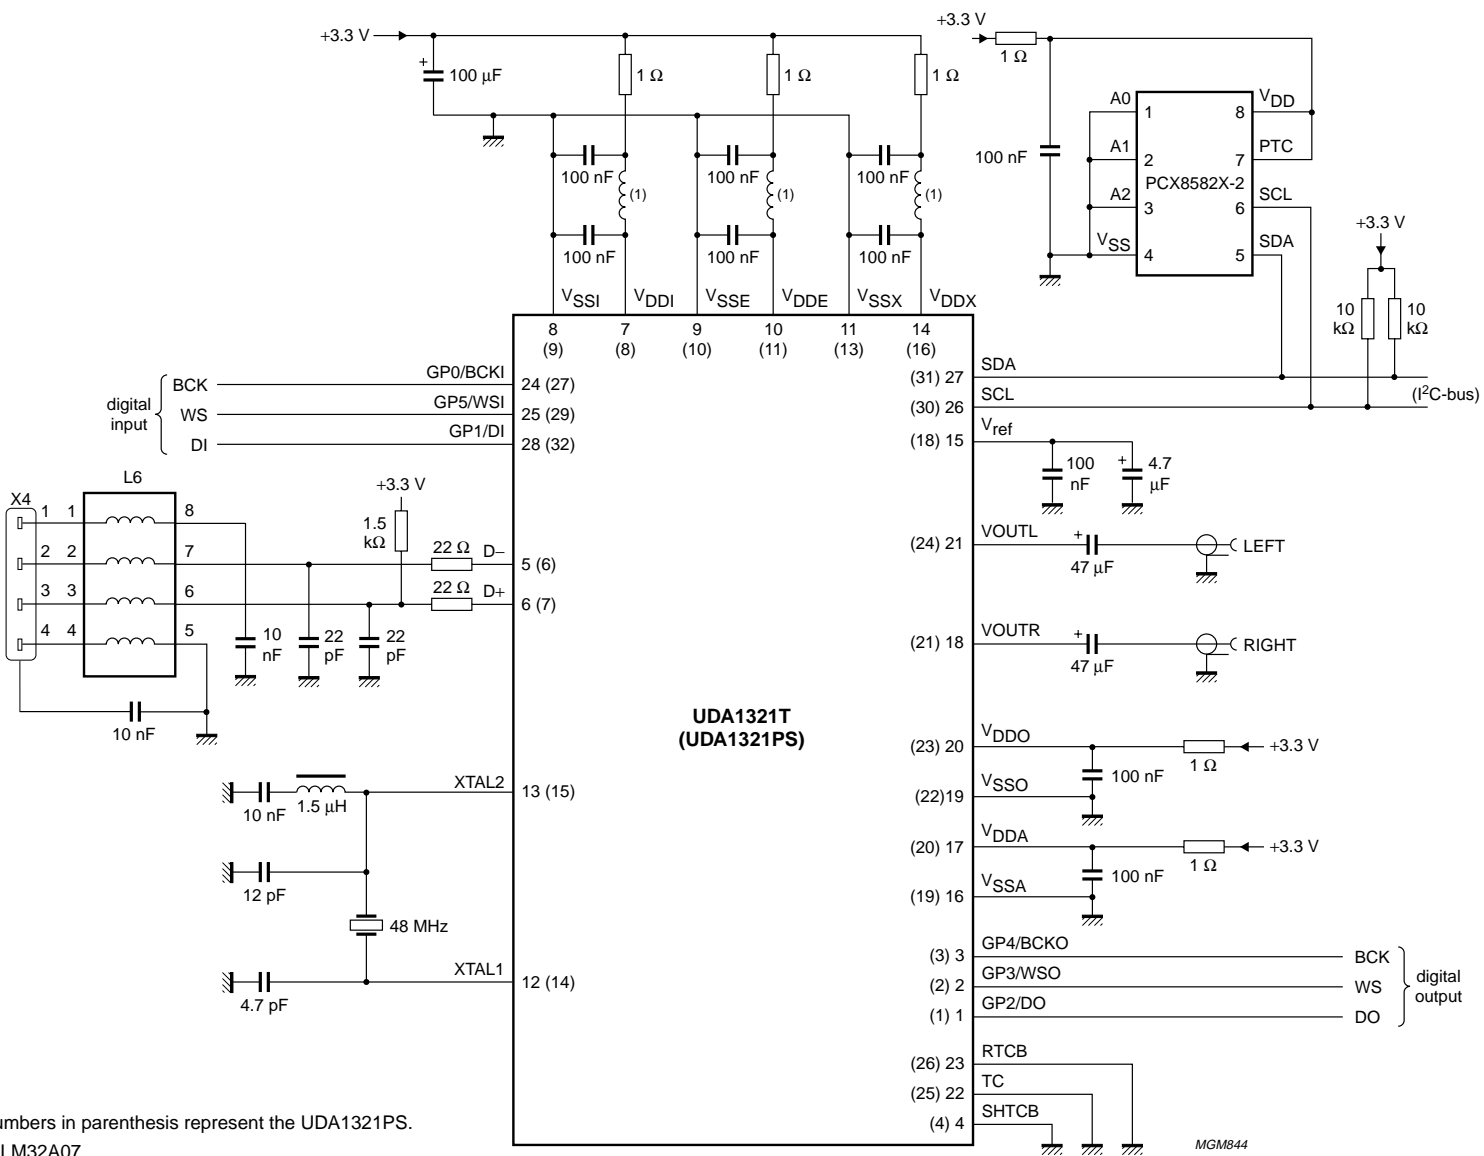 +3.3 V
+3.3 V
+
100 µF
1 Ω
1 Ω
1 Ω
1 Ω
100 nF
100 nF
100 nF
(1)
(1)
(1)
100 nF
100 nF
100 nF
100 nF
A0
1
8
VDD
A1
2
7
PTC
PCX8582X-2
A2
3
6
SCL
VSS
4
5
SDA
+3.3 V
10 kΩ
10 kΩ
VSSI
VDDI
VSSE
VDDE
VSSX
VDDX
8
7
9
10
11
14
(9)
(8)
(10)
(11)
(13)
(16)
digital input
BCK
GP0/BCKI
24 (27)
WS
GP5/WSI
25 (29)
DI
GP1/DI
28 (32)
(31) 27
SDA
(30) 26
SCL
(I²C-bus)
(18) 15
Vref
100 nF
+
4.7 µF
X4
L6
1
1
8
2
2
7
3
3
6
4
4
5
+3.3 V
1.5 kΩ
22 Ω
D−
5 (6)
22 Ω
D+
6 (7)
10 nF
22 pF
22 pF
10 nF
(24) 21
VOUTL
+
47 µF
LEFT
(21) 18
VOUTR
+
47 µF
RIGHT
UDA1321T
(UDA1321PS)
(23) 20
VDDO
1 Ω
+3.3 V
100 nF
(22)19
VSSO
(20) 17
VDDA
1 Ω
+3.3 V
100 nF
(19) 16
VSSA
10 nF
1.5 µH
XTAL2
13 (15)
12 pF
48 MHz
4.7 pF
XTAL1
12 (14)
(3) 3
GP4/BCKO
BCK
(2) 2
GP3/WSO
WS
(1) 1
GP2/DO
DO
digital output
(26) 23
RTCB
(25) 22
TC
(4) 4
SHTCB
umbers in parenthesis represent the UDA1321PS.
LM32A07
MGM844